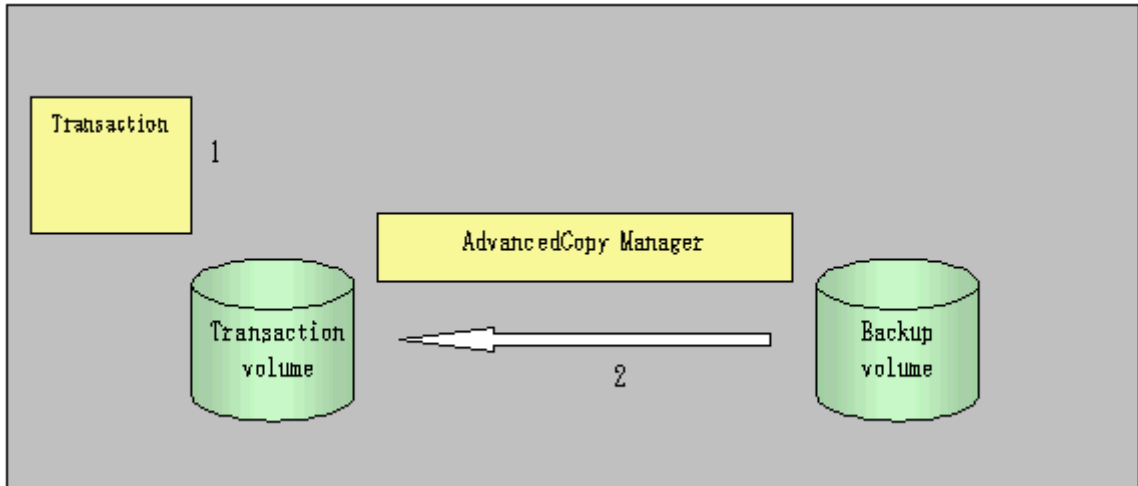 Transaction
1
AdvancedCopy Manager
Transaction
volume
2
Backup
volume